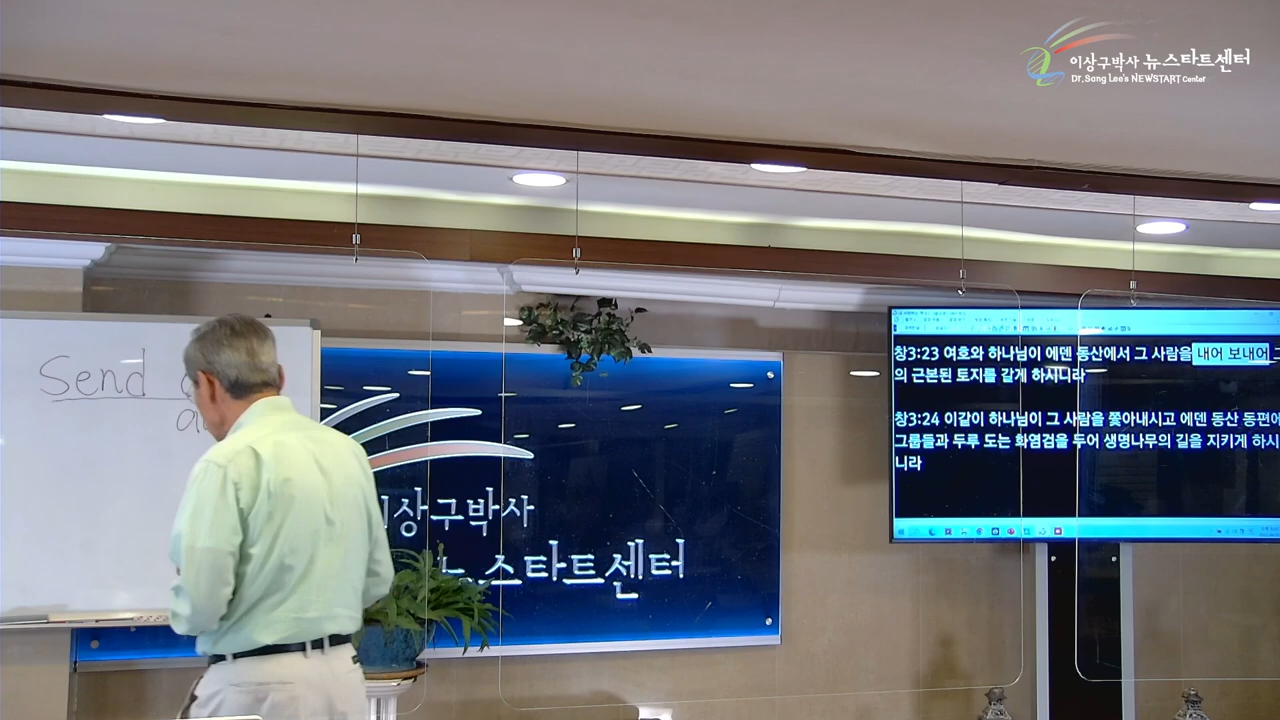 이상구박사 뉴스타트센터
Dr. Sang Lee's NEWSTART Center
Send
창3:23 여호와 하나님이 에덴 동산에서 그 사람을 내어 보내어 그
의 근본된 토지를 갈게 하시니라
창3:24 이같이 하나님이 그 사람을 쫓아내시고 에덴 동산 동편에
그룹들과 두루 도는 화염검을 두어 생명나무의 길을 지키게 하시
니라
이상구박사
뉴스타트센터